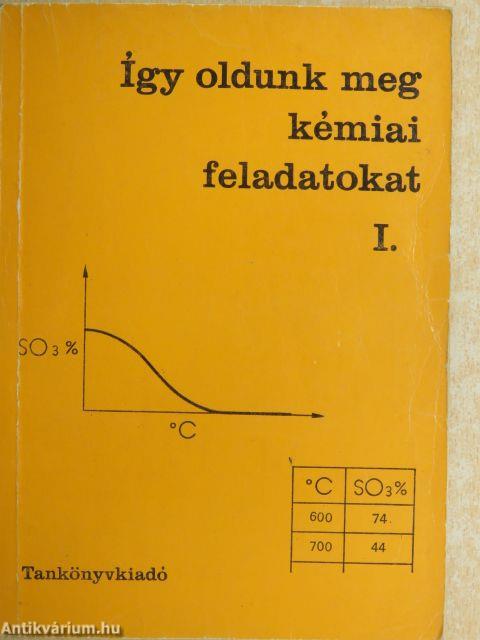 Így oldunk meg
kémiai
feladatokat
I.
SO3%
°C
°C SO3%
600 74
700 44
Tankönyvkiadó
Antikvárium.hu